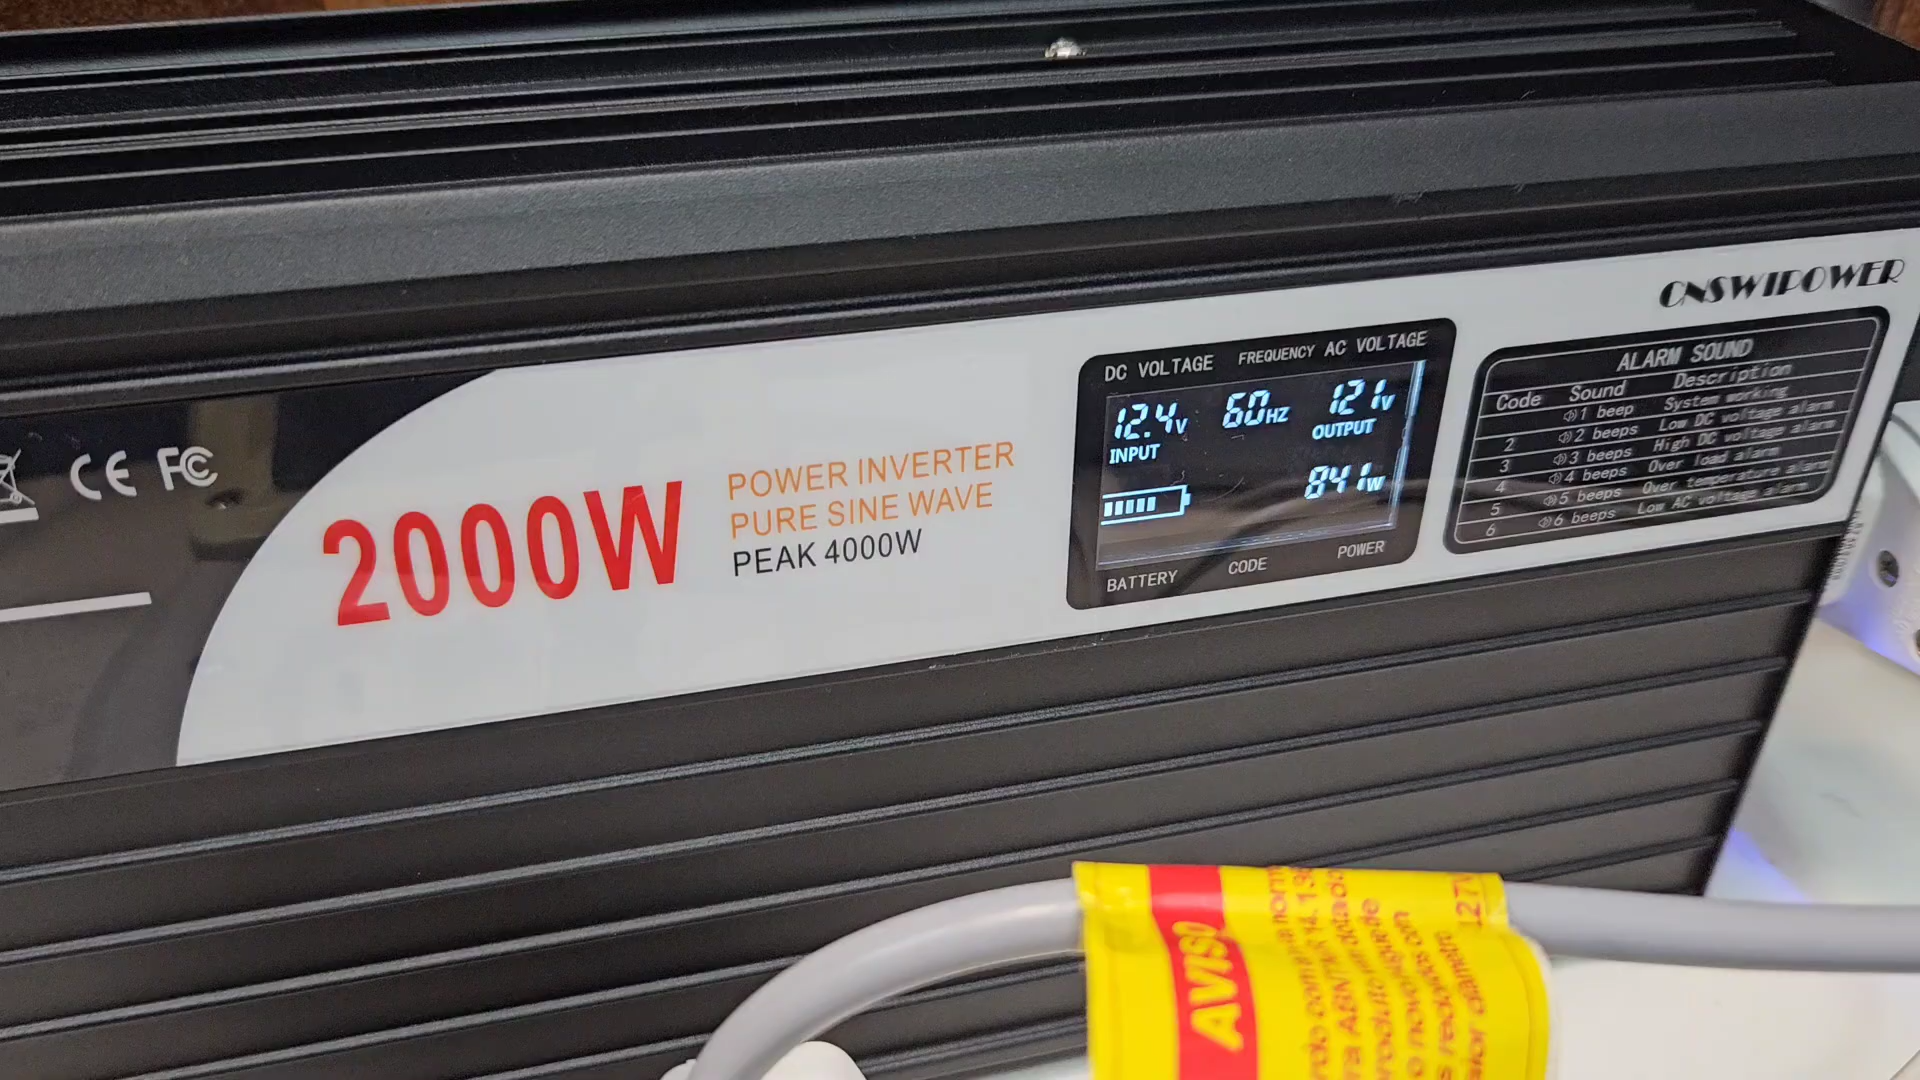 CE FC
2000W
POWER INVERTER
PURE SINE WAVE
PEAK 4000W
DC VOLTAGE FREQUENCY AC VOLTAGE
12.4V 60HZ 121V
INPUT OUTPUT
841W
BATTERY CODE POWER
CNSWIPOWER
ALARM SOUND
Code Sound Description
1 beep System working
2 2 beeps Low DC voltage alarm
3 3 beeps High DC voltage alarm
4 4 beeps Over load alarm
5 5 beeps Over temperature alarm
6 6 beeps Low AC voltage alarm
AVISO
127V